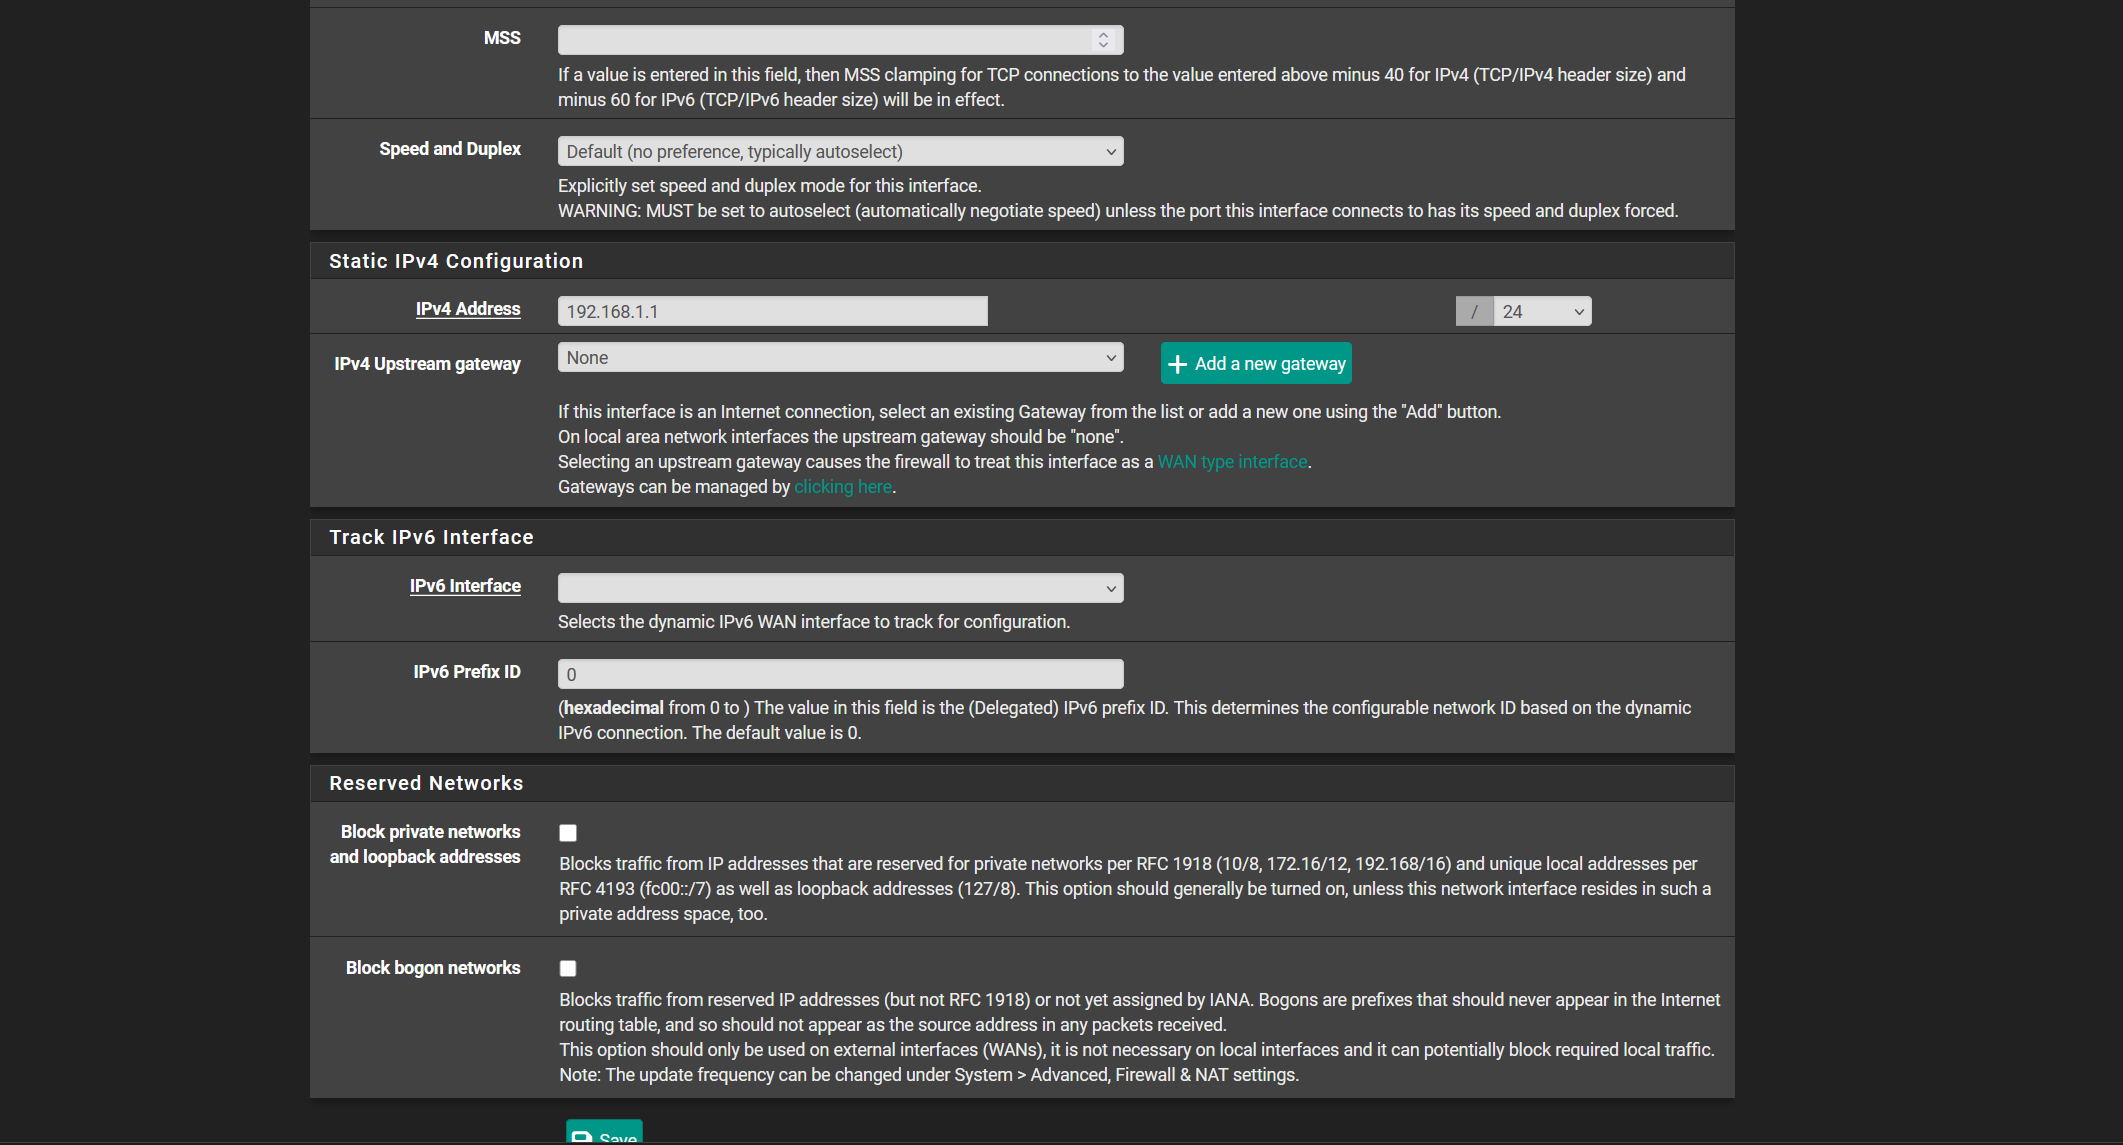 MSS
If a value is entered in this field, then MSS clamping for TCP connections to the value entered above minus 40 for IPv4 (TCP/IPv4 header size) and
minus 60 for IPv6 (TCP/IPv6 header size) will be in effect.
Speed and Duplex
Default (no preference, typically autoselect)
Explicitly set speed and duplex mode for this interface.
WARNING: MUST be set to autoselect (automatically negotiate speed) unless the port this interface connects to has its speed and duplex forced.
Static IPv4 Configuration
IPv4 Address
192.168.1.1
/ 24
IPv4 Upstream gateway
None
Add a new gateway
If this interface is an Internet connection, select an existing Gateway from the list or add a new one using the "Add" button.
On local area network interfaces the upstream gateway should be "none".
Selecting an upstream gateway causes the firewall to treat this interface as a WAN type interface.
Gateways can be managed by clicking here.
Track IPv6 Interface
IPv6 Interface
Selects the dynamic IPv6 WAN interface to track for configuration.
IPv6 Prefix ID
0
(hexadecimal from 0 to ) The value in this field is the (Delegated) IPv6 prefix ID. This determines the configurable network ID based on the dynamic
IPv6 connection. The default value is 0.
Reserved Networks
Block private networks
and loopback addresses
Blocks traffic from IP addresses that are reserved for private networks per RFC 1918 (10/8, 172.16/12, 192.168/16) and unique local addresses per
RFC 4193 (fc00::/7) as well as loopback addresses (127/8). This option should generally be turned on, unless this network interface resides in such a
private address space, too.
Block bogon networks
Blocks traffic from reserved IP addresses (but not RFC 1918) or not yet assigned by IANA. Bogons are prefixes that should never appear in the Internet
routing table, and so should not appear as the source address in any packets received.
This option should only be used on external interfaces (WANs), it is not necessary on local interfaces and it can potentially block required local traffic.
Note: The update frequency can be changed under System > Advanced, Firewall & NAT settings.
Save